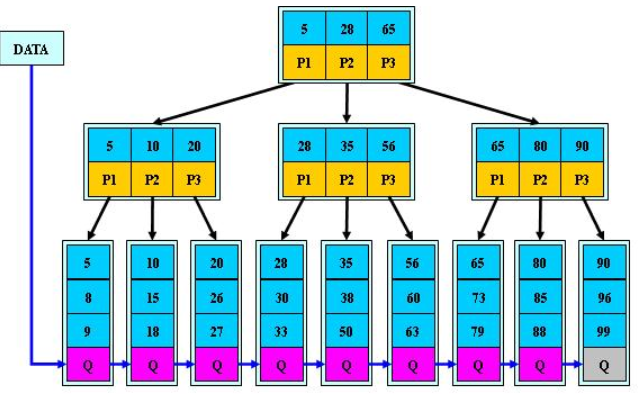 5 28 65
DATA
P1 P2 P3
5 10 20 28 35 56 65 80 90
P1 P2 P3 P1 P2 P3 P1 P2 P3
5 10 20 28 35 56 65 80 90
8 15 26 30 38 60 73 85 96
9 18 27 33 50 63 79 88 99
Q Q Q Q Q Q Q Q Q